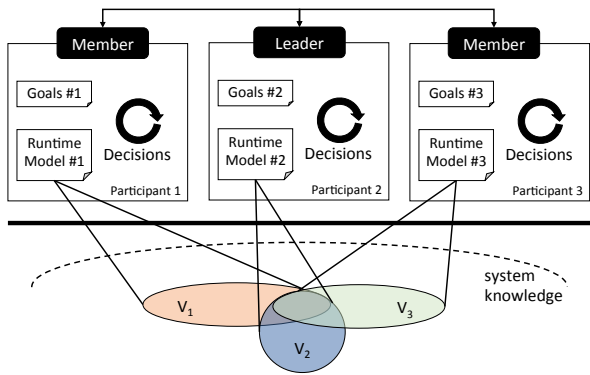 Member
Leader
Member
Goals #1
Runtime
Model #1
Decisions
Participant 1
Goals #2
Runtime
Model #2
Decisions
Participant 2
Goals #3
Runtime
Model #3
Decisions
Participant 3
system
knowledge
V1
V2
V3